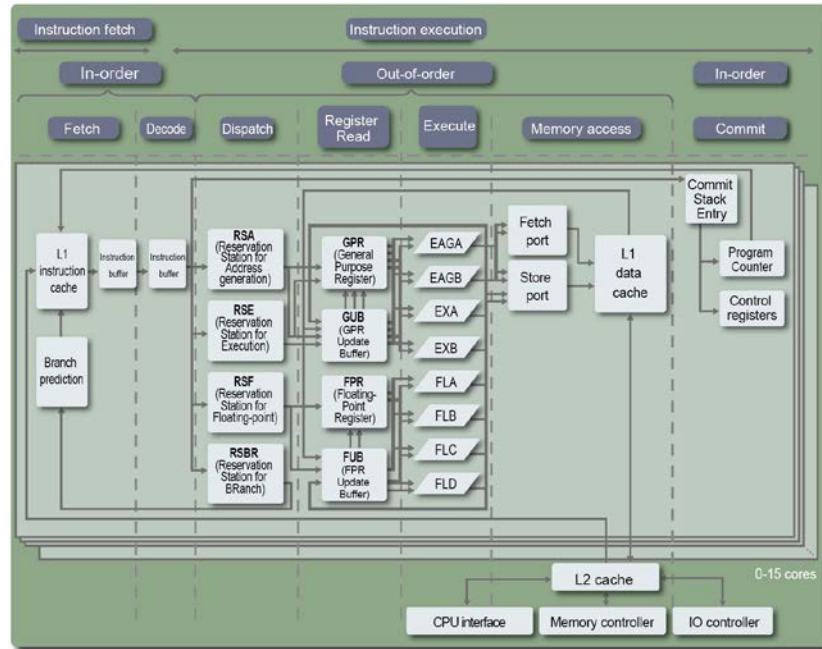 Instruction fetch
Instruction execution
In-order
Out-of-order
In-order
Fetch
Decode
Dispatch
Register
Read
Execute
Memory access
Commit
L1
instruction
cache
Instruction
buffer
Instruction
buffer
Branch
prediction
RSA
(Reservation
Station for
Address
generation)
RSE
(Reservation
Station for
Execution)
RSF
(Reservation
Station for
Floating-point)
RSBR
(Reservation
Station for
BRanch)
GPR
(General
Purpose
Register)
GUB
(GPR
Update
Buffer)
FPR
(Floating-
Point
Register)
FUB
(FPR
Update
Buffer)
EAGA
EAGB
EXA
EXB
FLA
FLB
FLC
FLD
Fetch
port
Store
port
L1
data
cache
Commit
Stack
Entry
Program
Counter
Control
registers
0-15 cores
L2 cache
CPU interface
Memory controller
IO controller